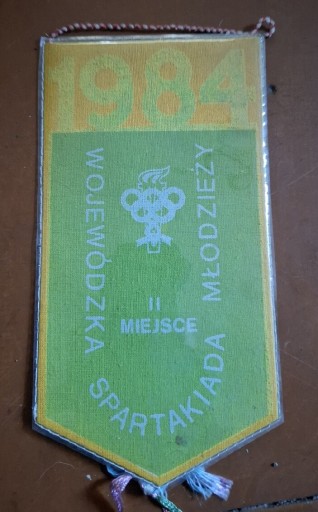 1984
WOJEWÓDZKA SPARTAKIADA MŁODZIEŻY
II
MIEJSCE